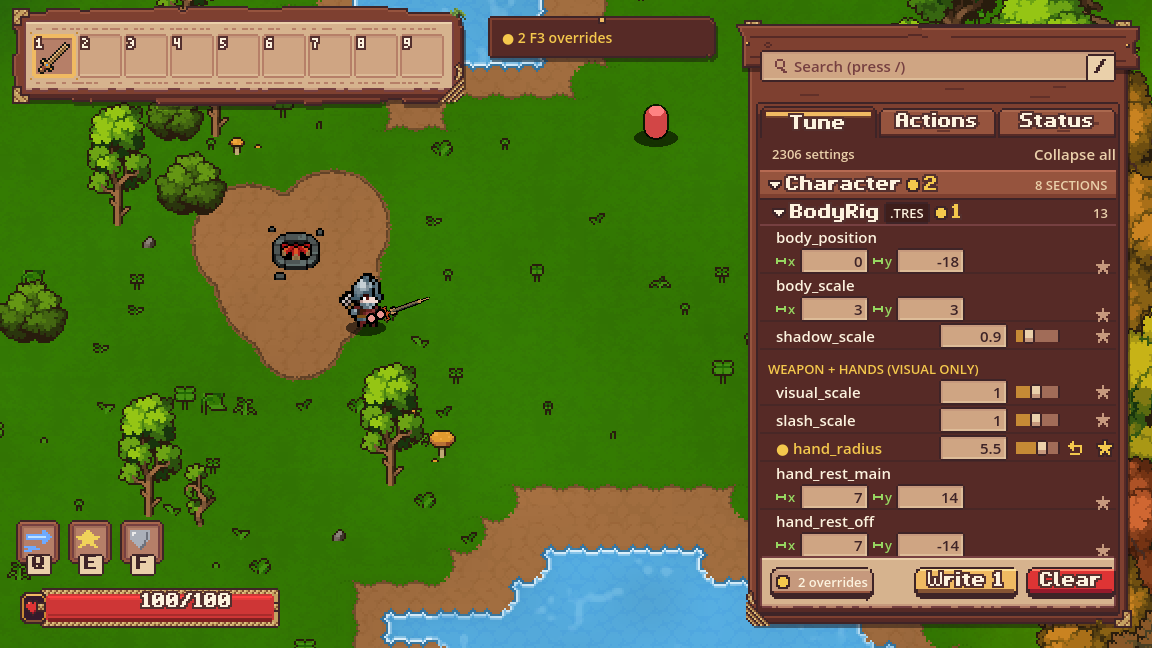 1 2 3 4 5 6 7 8 9
2 F3 overrides
Search (press /)
/
Tune Actions Status
2306 settings Collapse all
Character 2 8 SECTIONS
BodyRig .TRES 1 13
body_position
x 0 y -18
body_scale
x 3 y 3
shadow_scale 0.9
WEAPON + HANDS (VISUAL ONLY)
visual_scale 1
slash_scale 1
hand_radius 5.5
hand_rest_main
x 7 y 14
hand_rest_off
x 7 y -14
2 overrides Write 1 Clear
Q E F
100/100